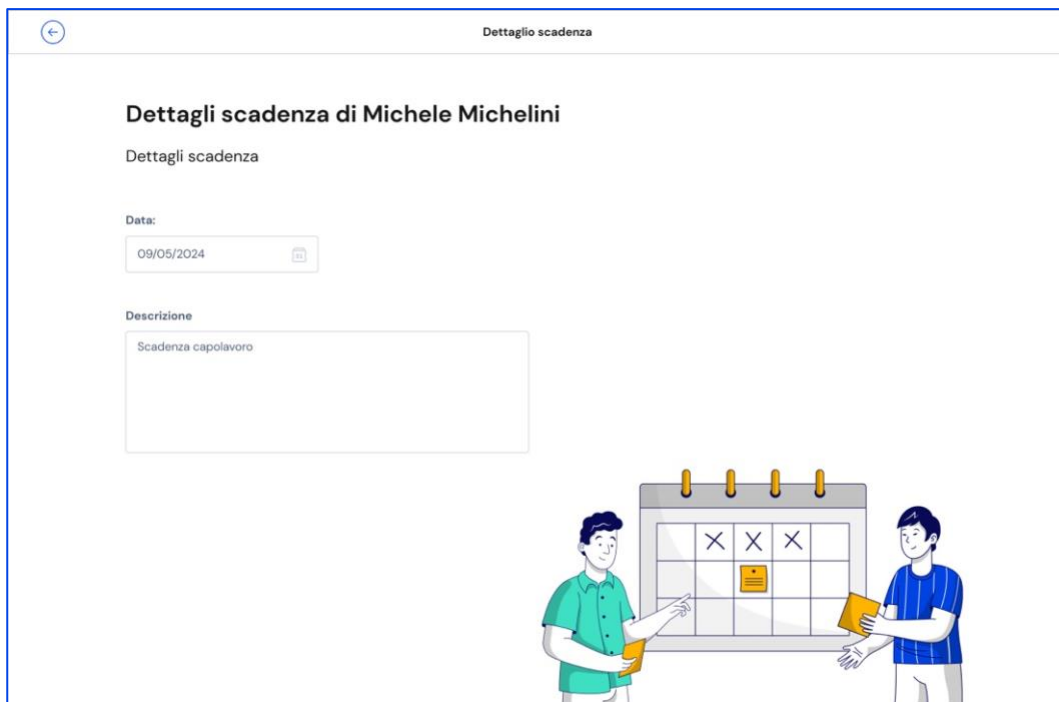 Dettaglio scadenza
Dettagli scadenza di Michele Michelini
Dettagli scadenza
Data:
09/05/2024
Descrizione
Scadenza capolavoro